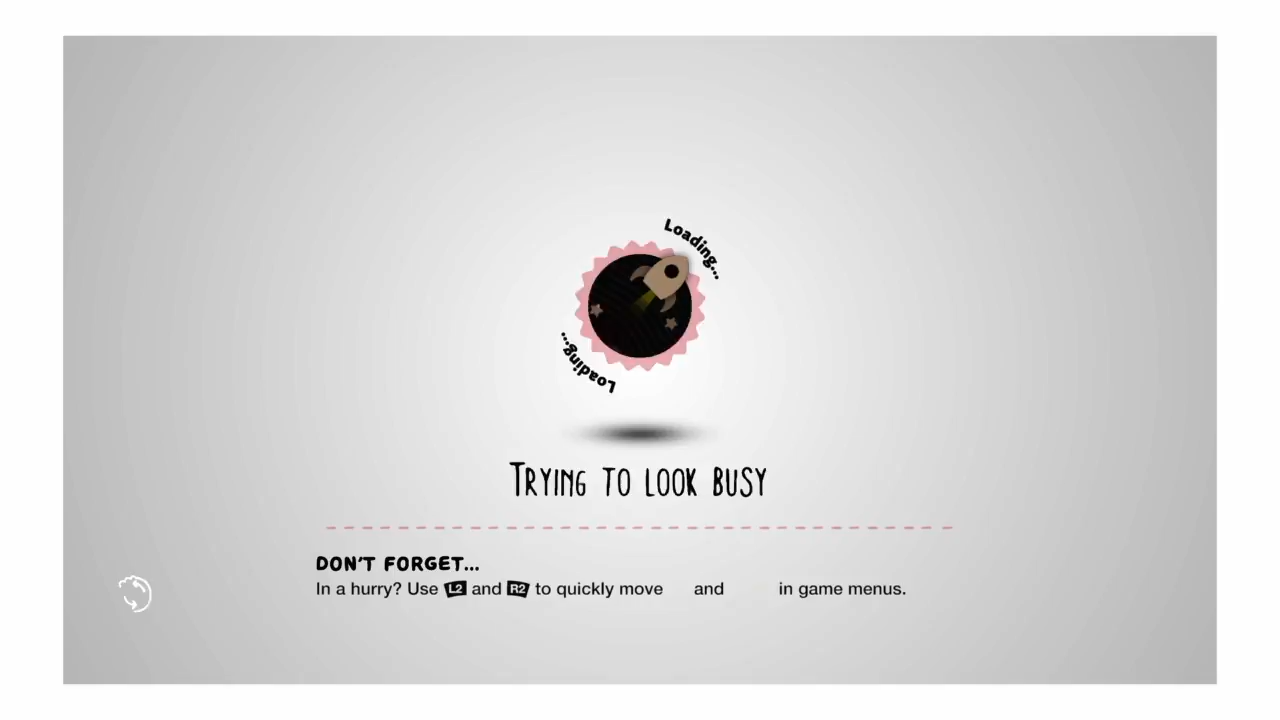 Loading...
Loading...
TRYING TO LOOK BUSY
DON'T FORGET...
In a hurry? Use L2 and R2 to quickly move and in game menus.